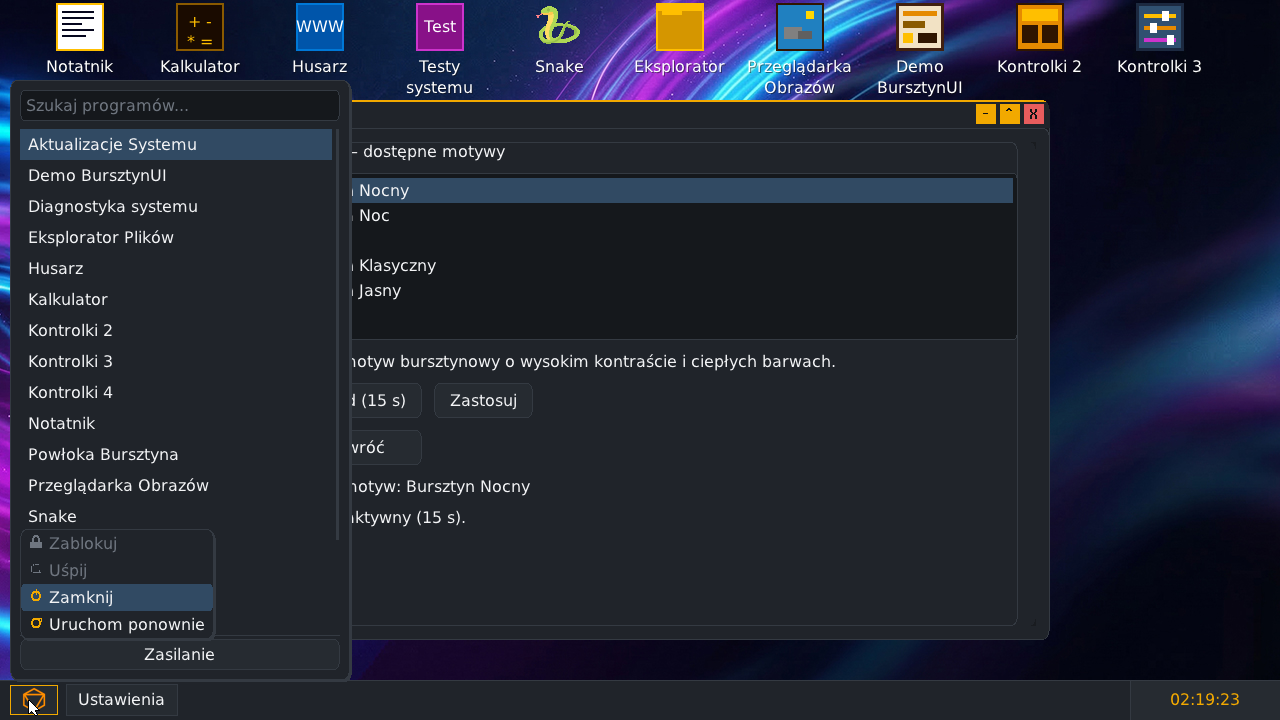 + -
* =
WWW
Test
Notatnik
Kalkulator
Husarz
Testy
systemu
Snake
Eksplorator
Przeglądarka
Obrazów
Demo
BursztynUI
Kontrolki 2
Kontrolki 3
Szukaj programów...
Aktualizacje Systemu
Demo BursztynUI
Diagnostyka systemu
Eksplorator Plików
Husarz
Kalkulator
Kontrolki 2
Kontrolki 3
Kontrolki 4
Notatnik
Powłoka Bursztyna
Przeglądarka Obrazów
Snake
Zablokuj
Uśpij
Zamknij
Uruchom ponownie
Zasilanie
- ^ X
– dostępne motywy
Nocny
Noc
Klasyczny
Jasny
motyw bursztynowy o wysokim kontraście i ciepłych barwach.
(15 s)
Zastosuj
wróć
motyw: Bursztyn Nocny
aktywny (15 s).
Ustawienia
02:19:23